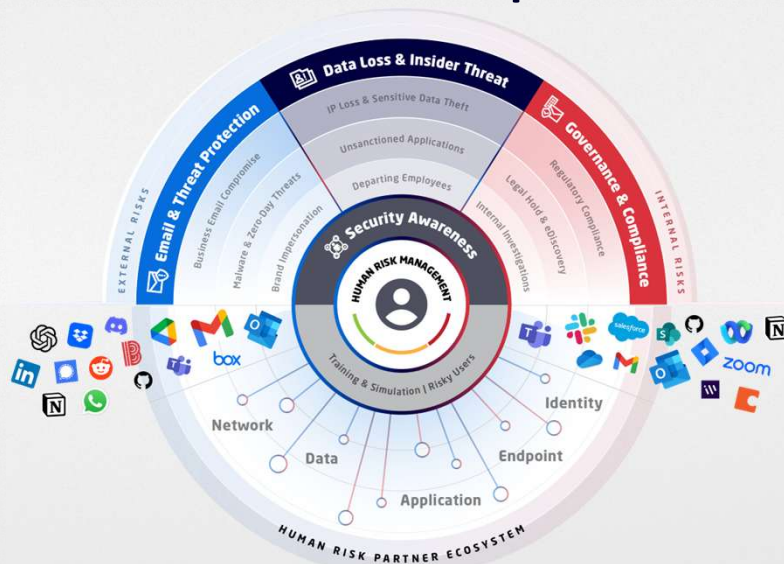 Data Loss & Insider Threat
IP Loss & Sensitive Data Theft
Unsanctioned Applications
Departing Employees
Email & Threat Protection
Business Email Compromise
Malware & Zero-Day Threats
Brand Impersonation
Governance & Compliance
Regulatory Compliance
Legal Hold & eDiscovery
Internal Investigations
EXTERNAL RISKS
INTERNAL RISKS
Security Awareness
HUMAN RISK MANAGEMENT
Training & Simulation | Risky Users
box
salesforce
zoom
Network
Data
Application
Endpoint
Identity
HUMAN RISK PARTNER ECOSYSTEM